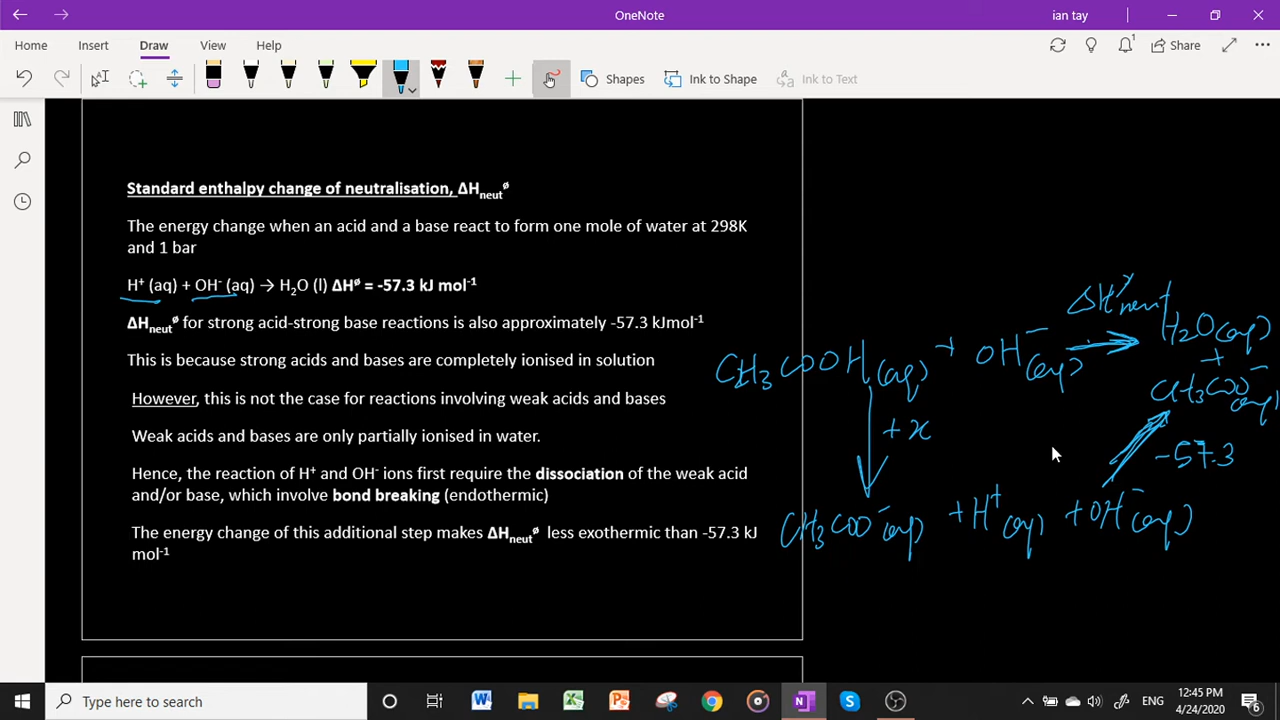 OneNote
ian tay
Home Insert Draw View Help
Share
Shapes Ink to Shape Ink to Text
Standard enthalpy change of neutralisation, ΔHneutᶲ
The energy change when an acid and a base react to form one mole of water at 298K
and 1 bar
H⁺ (aq) + OH⁻ (aq) → H₂O (l) ΔHᶲ = -57.3 kJ mol⁻¹
ΔHneutᶲ for strong acid-strong base reactions is also approximately -57.3 kJmol⁻¹
This is because strong acids and bases are completely ionised in solution
However, this is not the case for reactions involving weak acids and bases
Weak acids and bases are only partially ionised in water.
Hence, the reaction of H⁺ and OH⁻ ions first require the dissociation of the weak acid
and/or base, which involve bond breaking (endothermic)
The energy change of this additional step makes ΔHneutᶲ less exothermic than -57.3 kJ
mol⁻¹
ΔHneut
CH3COOH(aq) + OH⁻(aq) → H2O(aq)
+
CH3COO⁻(aq)
+x
-57.3
CH3COO⁻(aq) + H⁺(aq) + OH⁻(aq)
Type here to search
ENG
12:45 PM
4/24/2020
6